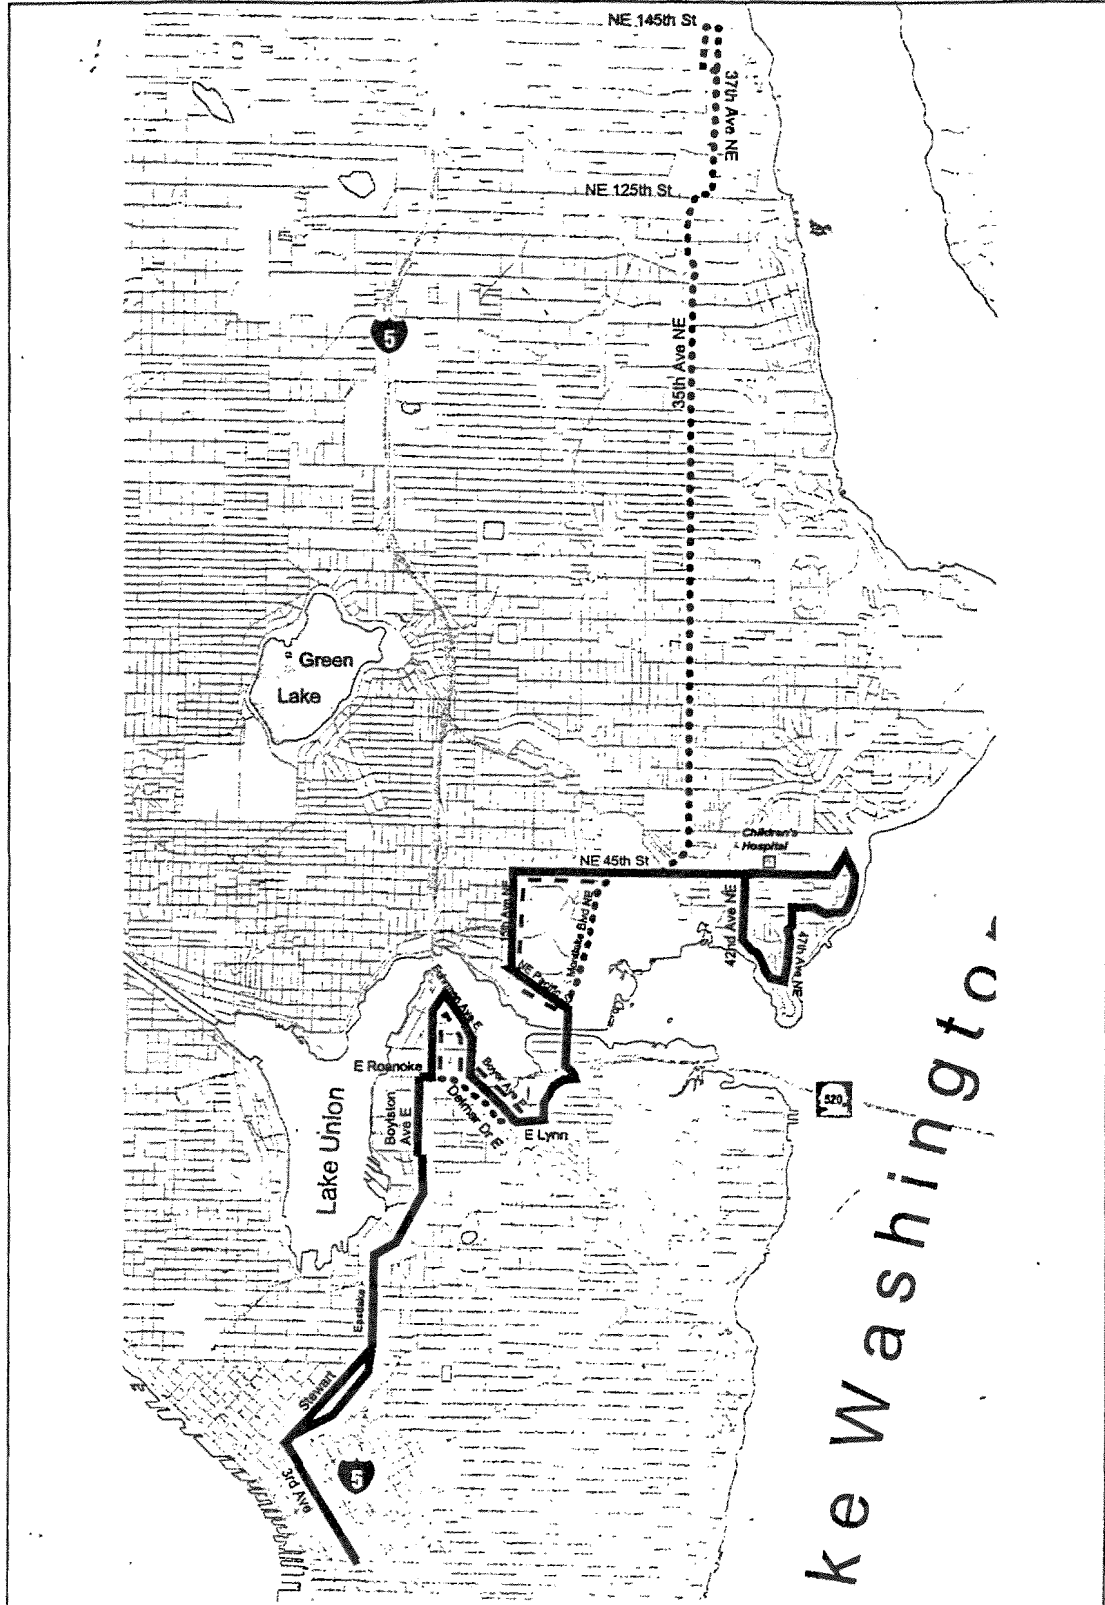 NE 145th St
37th Ave NE
NE 125th St
5
35th Ave NE
Green
Lake
Children's
Hospital
NE 45th St
15th Ave NE
Montlake Blvd NE
42nd Ave NE
47th Ave NE
NE Pacific
Fuhrman Ave E
E Roanoke
Boyer Ave E
Delmar Dr E
520
Boylston
Ave E
E Lynn
Lake Union
Eastlake
Stewart
3rd Ave
ke Washingto